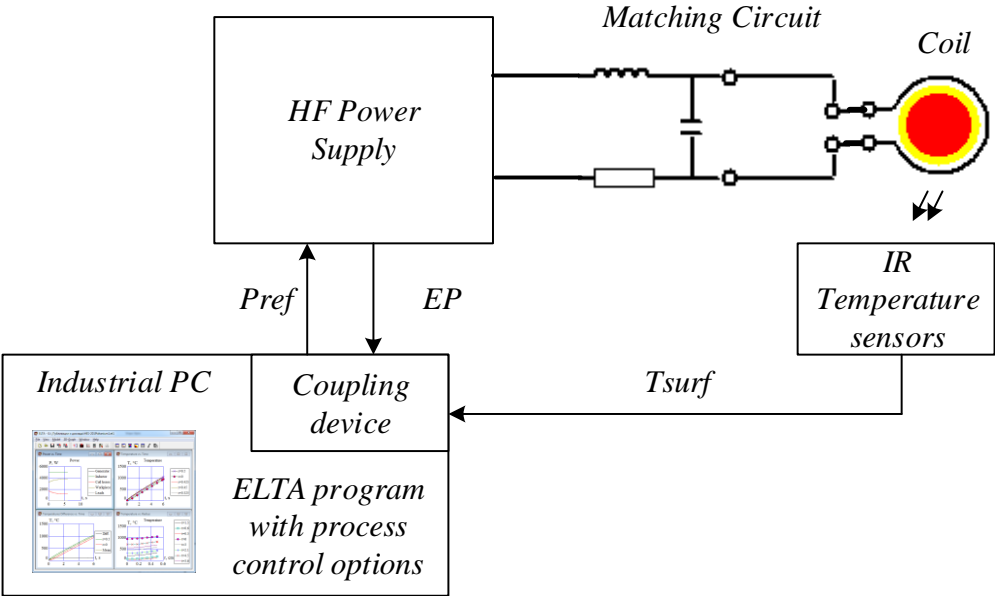 Matching Circuit
Coil
HF Power
Supply
IR
Temperature
sensors
Pref
EP
Industrial PC
Coupling
device
Tsurf
ELTA program
with process
control options